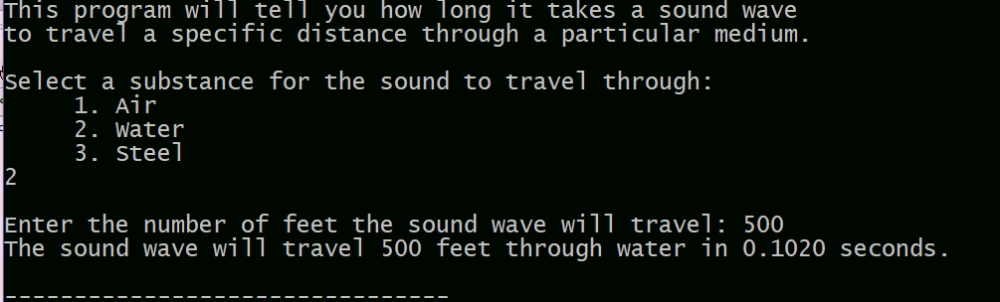 This program will tell you how long it takes a sound wave
to travel a specific distance through a particular medium.
Select a substance for the sound to travel through:
1. Air
2. Water
3. Steel
2
Enter the number of feet the sound wave will travel: 500
The sound wave will travel 500 feet through water in 0.1020 seconds.
--------------------------------